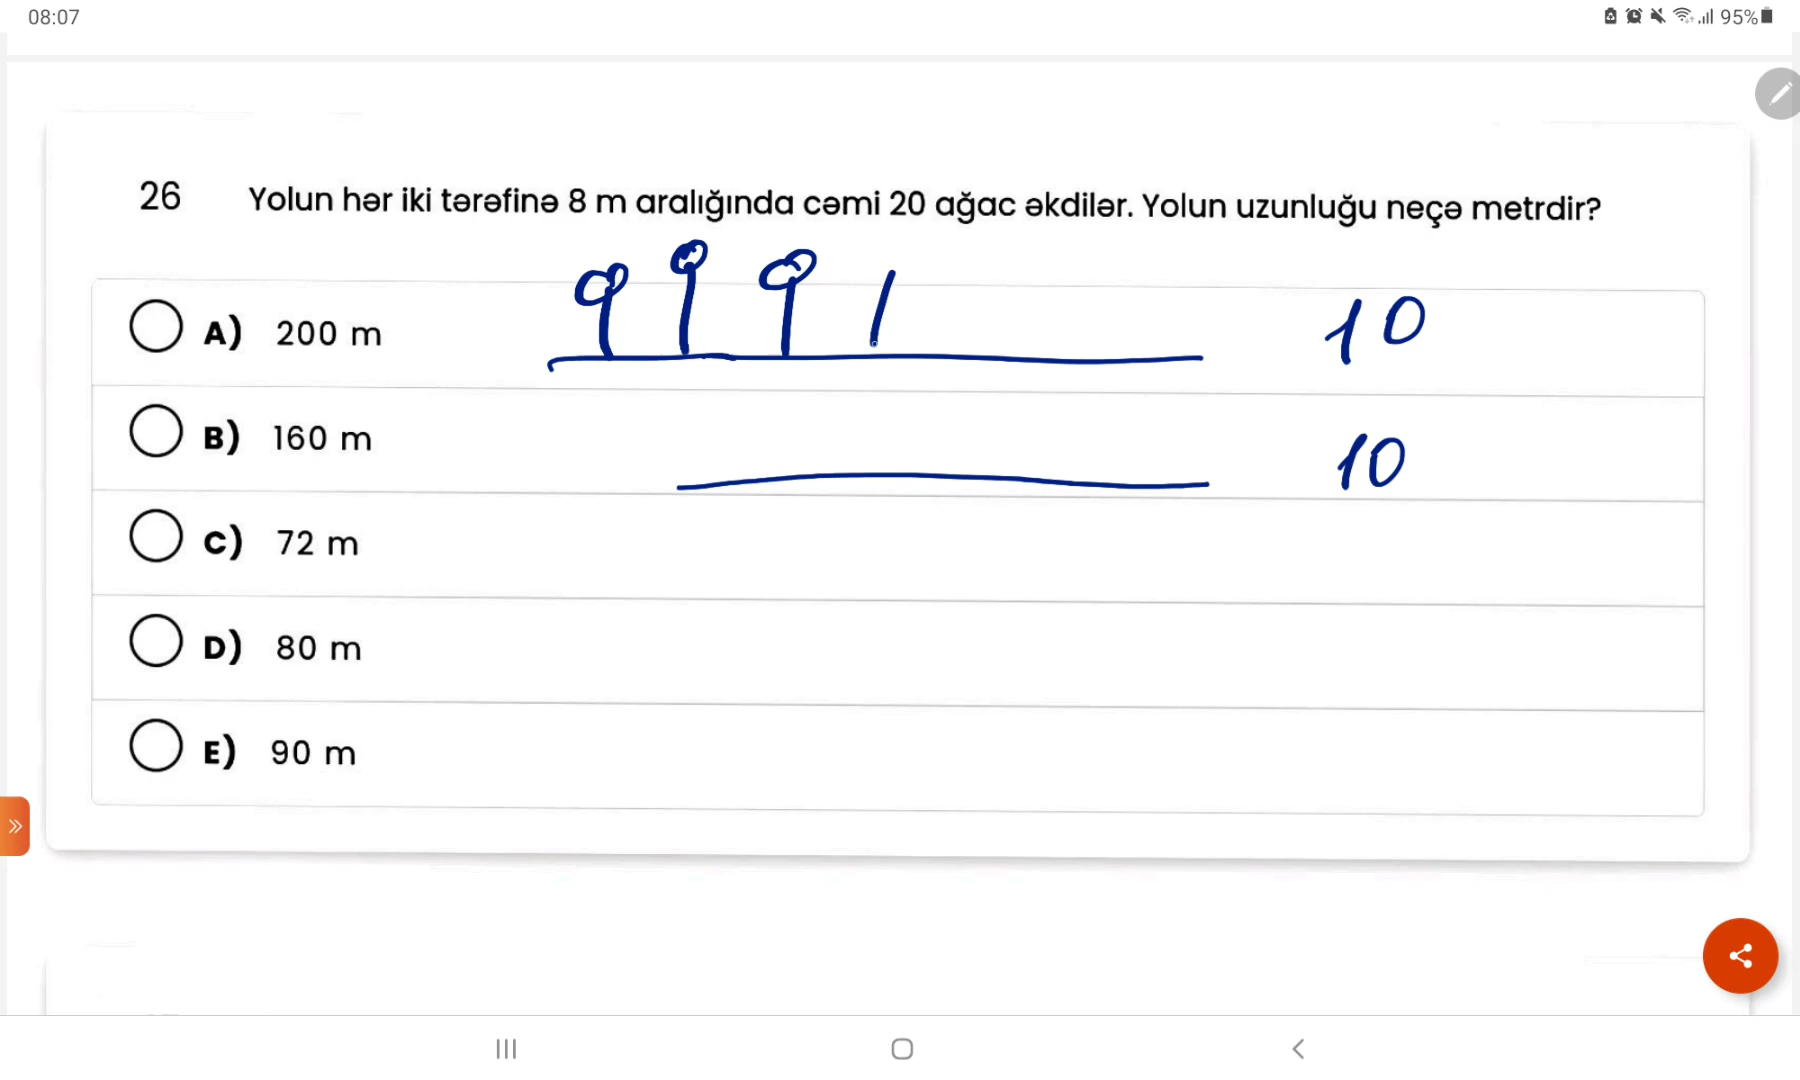 08:07
95%
26 Yolun hər iki tərəfinə 8 m aralığında cəmi 20 ağac əkdilər. Yolun uzunluğu neçə metrdir?
A) 200 m
10
B) 160 m
10
C) 72 m
D) 80 m
E) 90 m